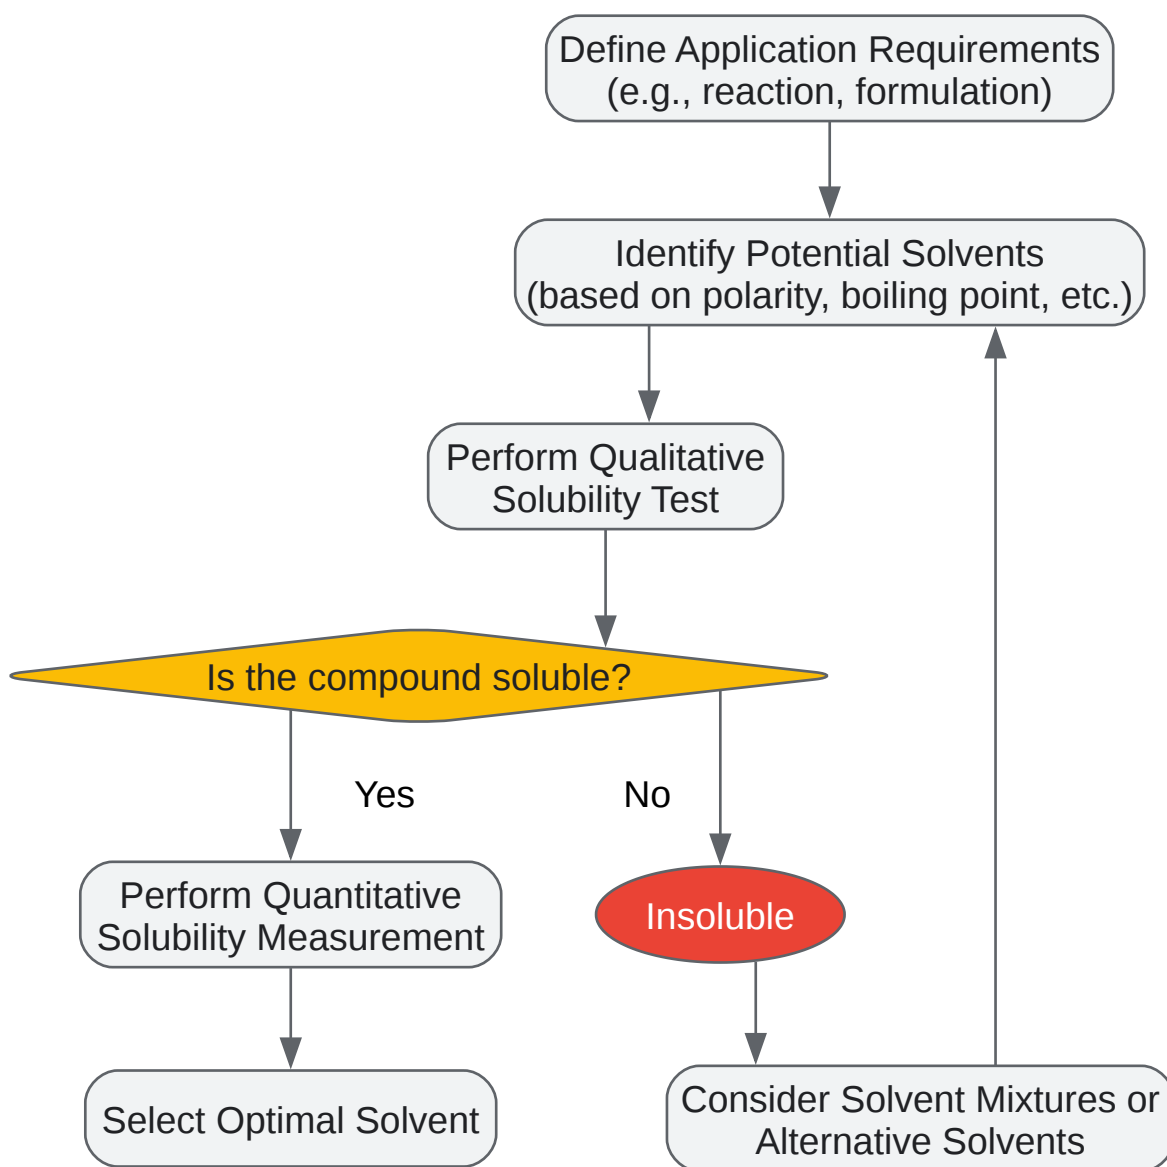 Define Application Requirements
(e.g., reaction, formulation)
Identify Potential Solvents
(based on polarity, boiling point, etc.)
Perform Qualitative
Solubility Test
Is the compound soluble?
Yes
No
Perform Quantitative
Solubility Measurement
Insoluble
Select Optimal Solvent
Consider Solvent Mixtures or
Alternative Solvents